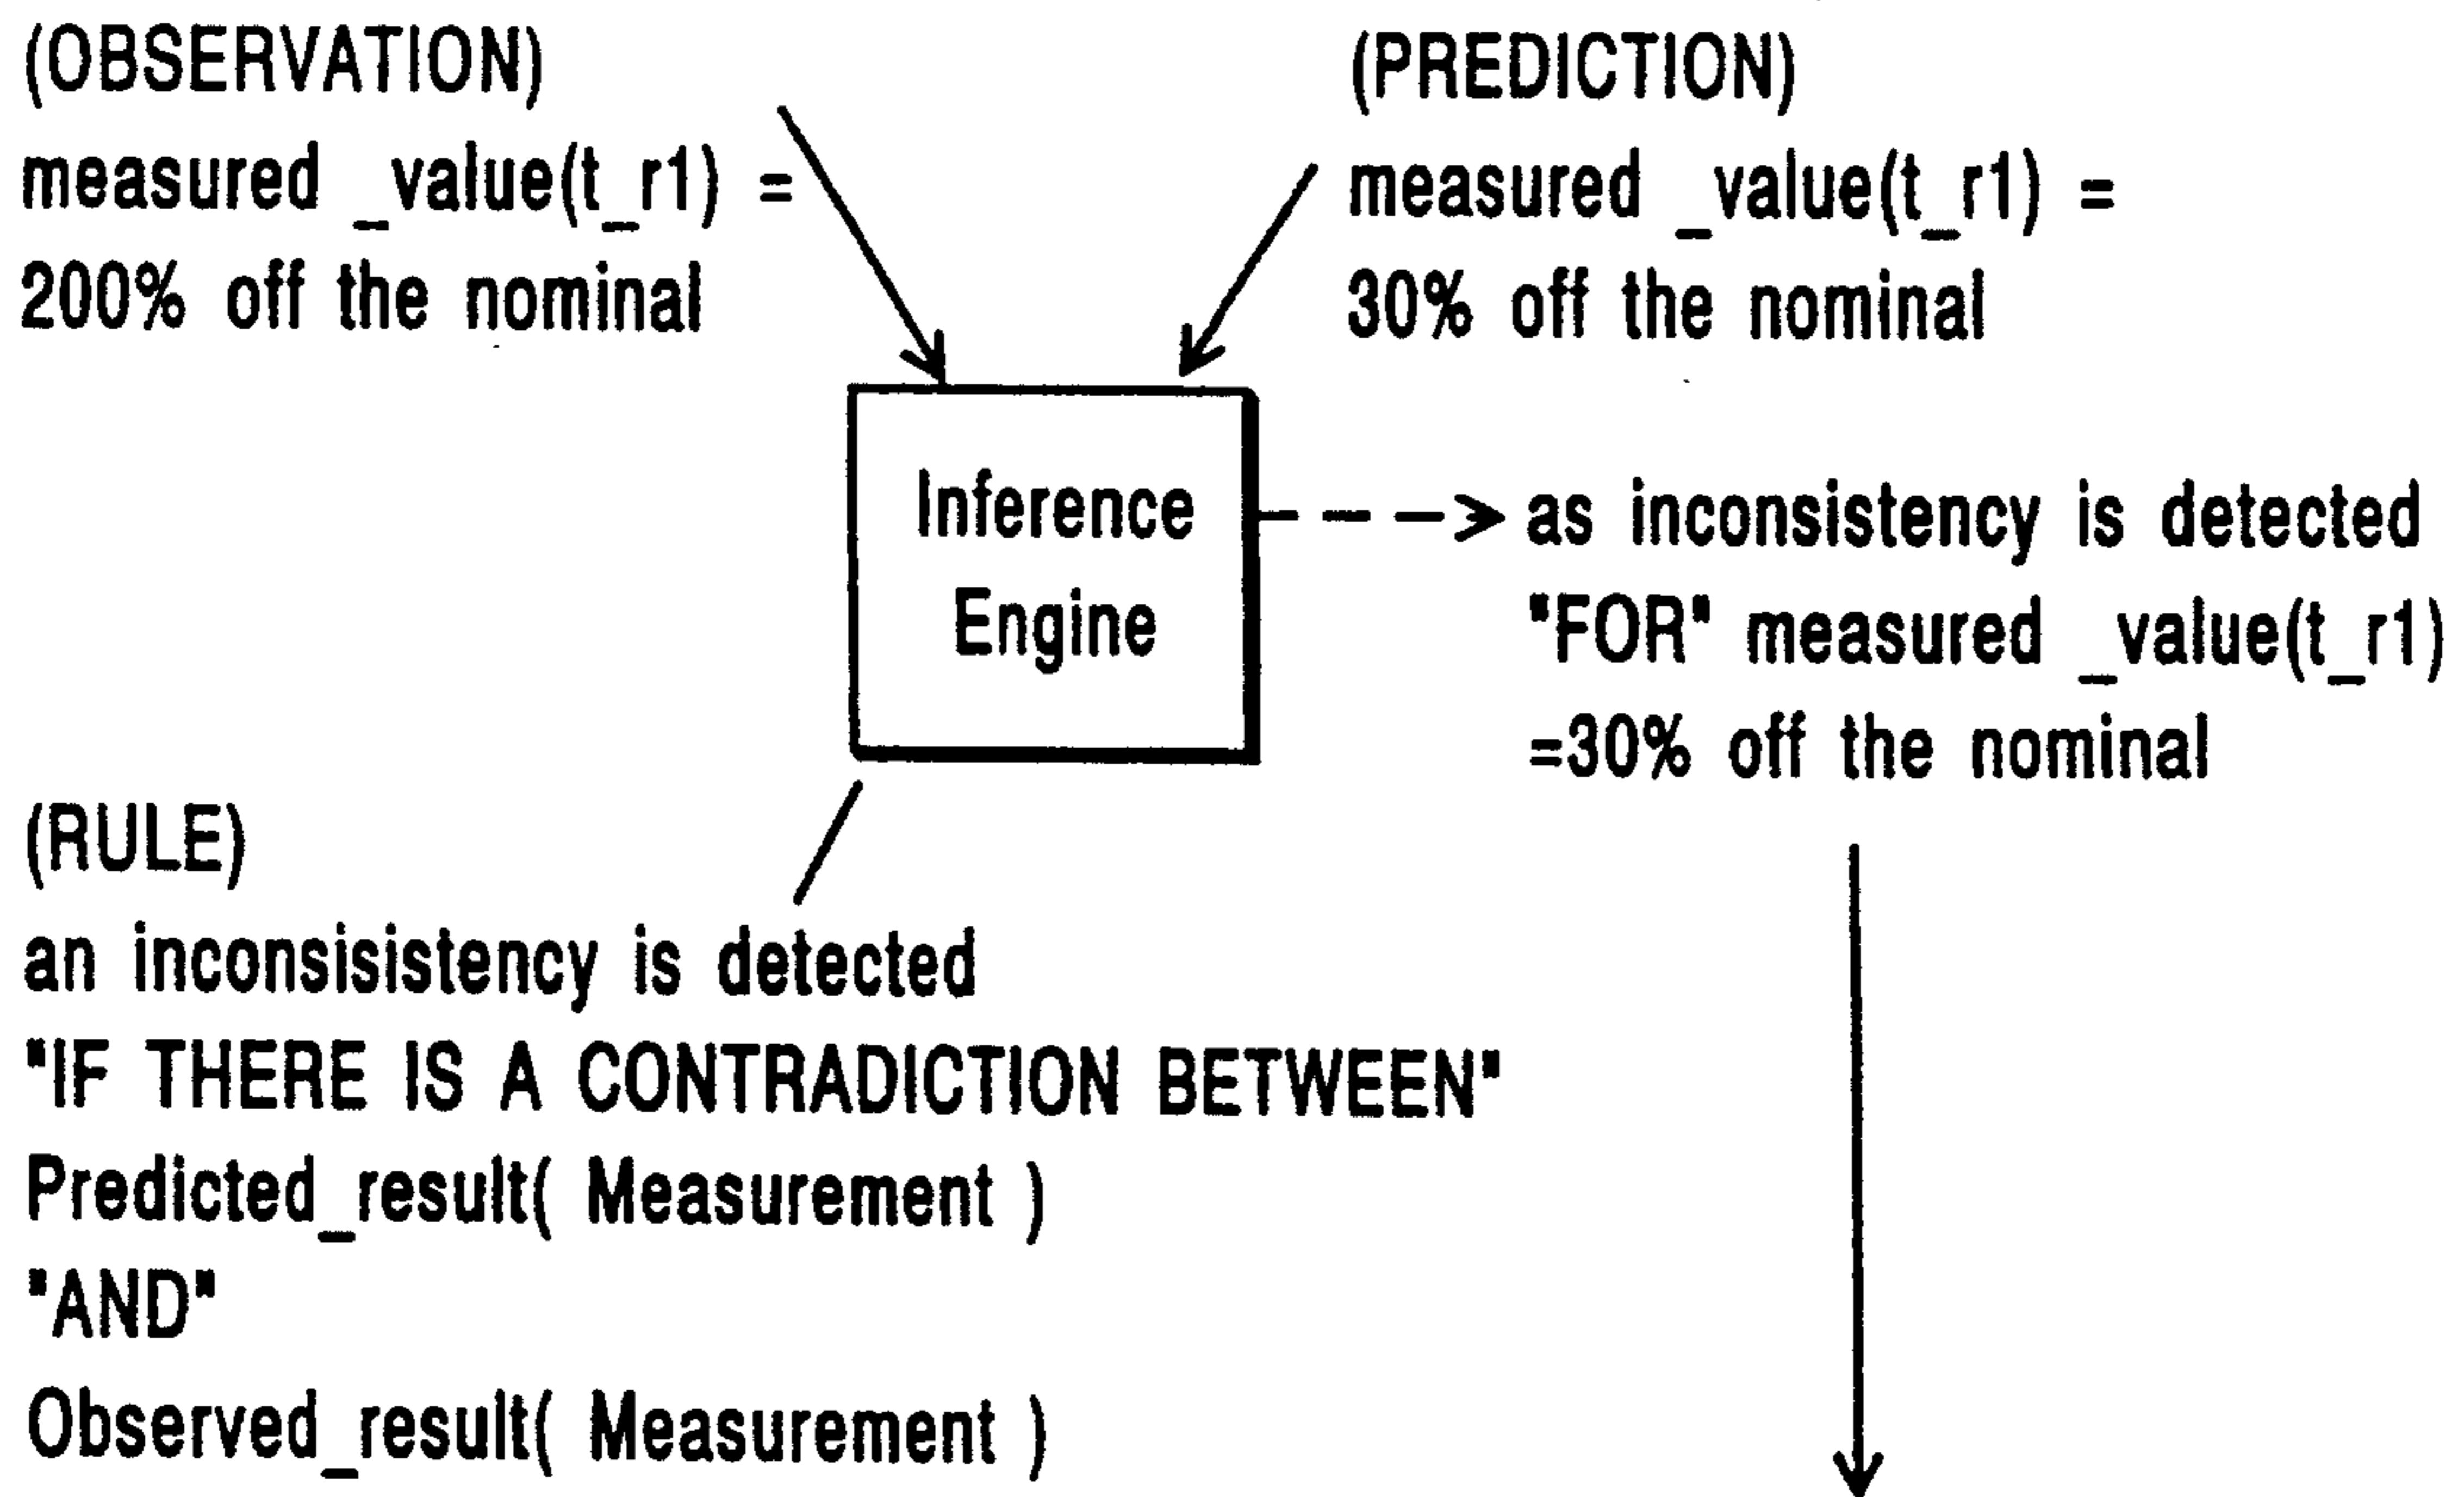 (OBSERVATION)
measured _value(t_r1) =
200% off the nominal
(PREDICTION)
measured _value(t_r1) =
30% off the nominal
Inference
Engine
as inconsistency is detected
"FOR" measured _value(t_r1)
=30% off the nominal
(RULE)
an inconsisistency is detected
"IF THERE IS A CONTRADICTION BETWEEN"
Predicted_result( Measurement )
"AND"
Observed_result( Measurement )